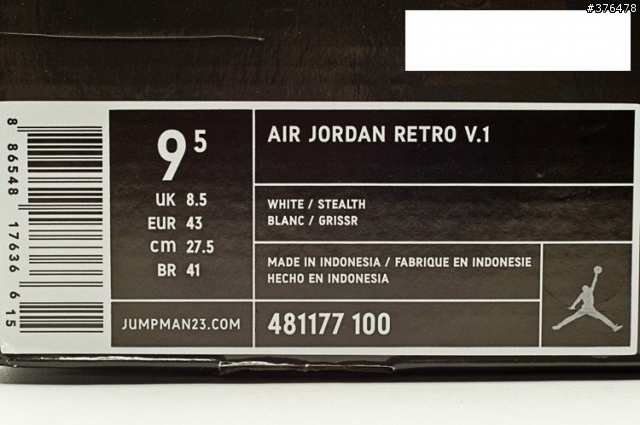 #376478
AIR JORDAN RETRO V.1
9 5
UK 8.5
EUR 43
cm 27.5
BR 41
WHITE / STEALTH
BLANC / GRISSR
MADE IN INDONESIA / FABRIQUE EN INDONESIE
HECHO EN INDONESIA
JUMPMAN23.COM
481177 100
8 86548 17636 6 15